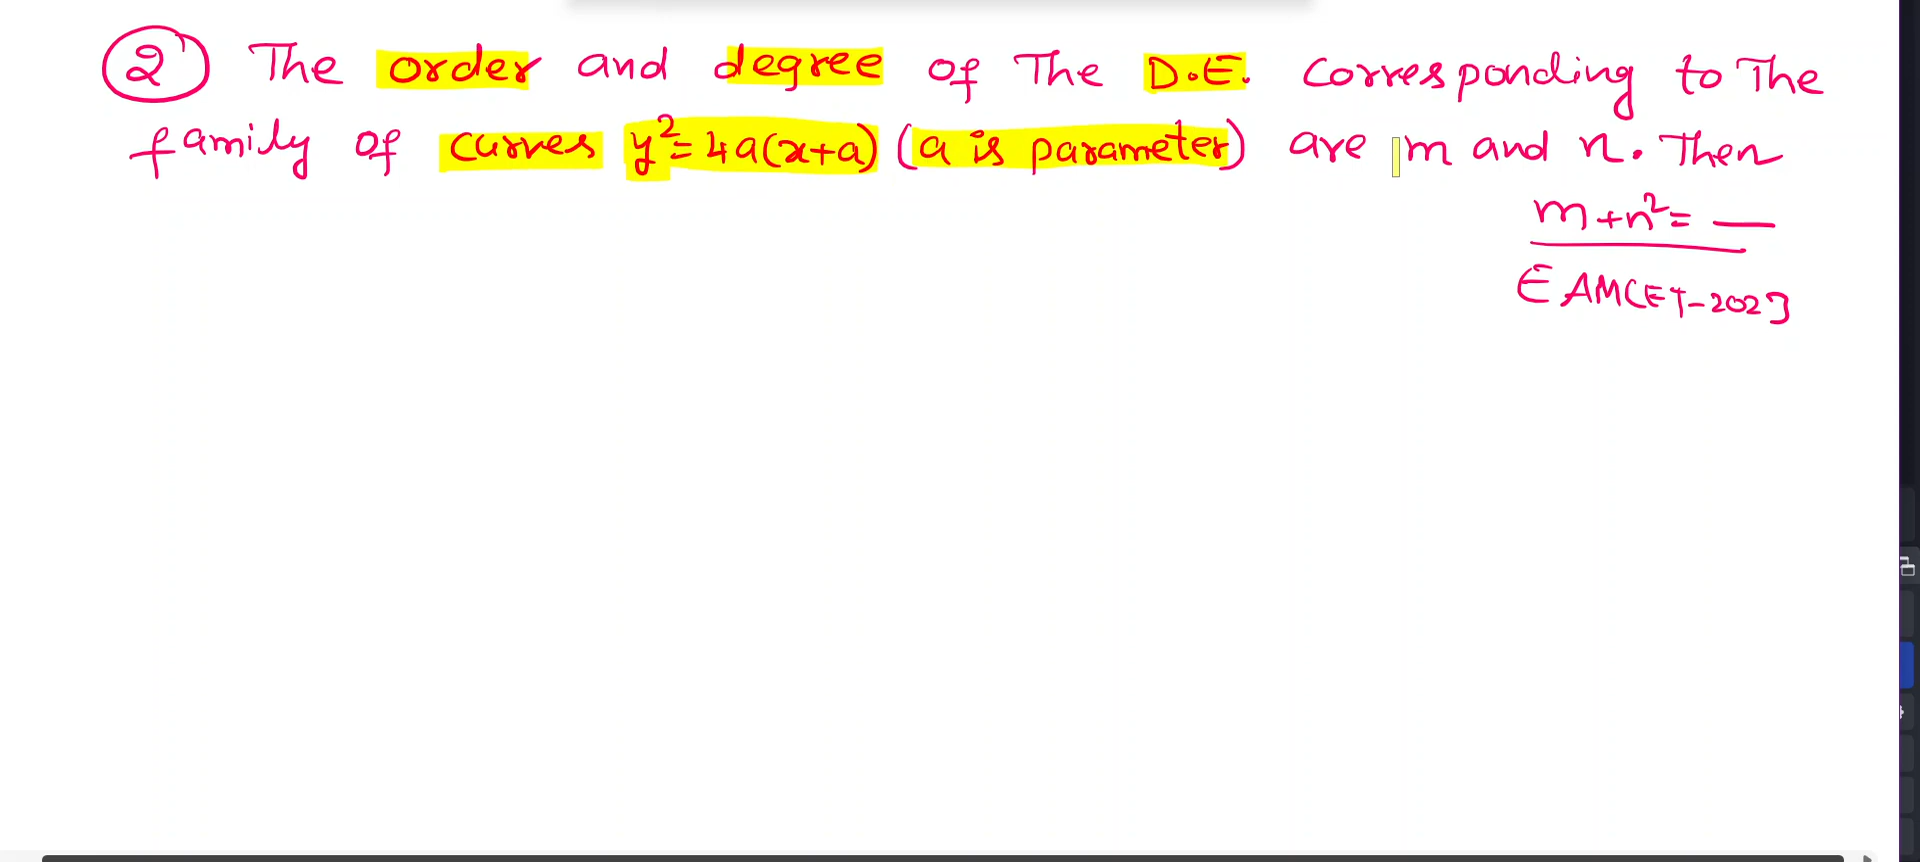 ② The order and degree of The D.E. corresponding to The
family of curves y²=4a(x+a) (a is parameter) are m and n. Then
m+n²= —
EAMCET-2023